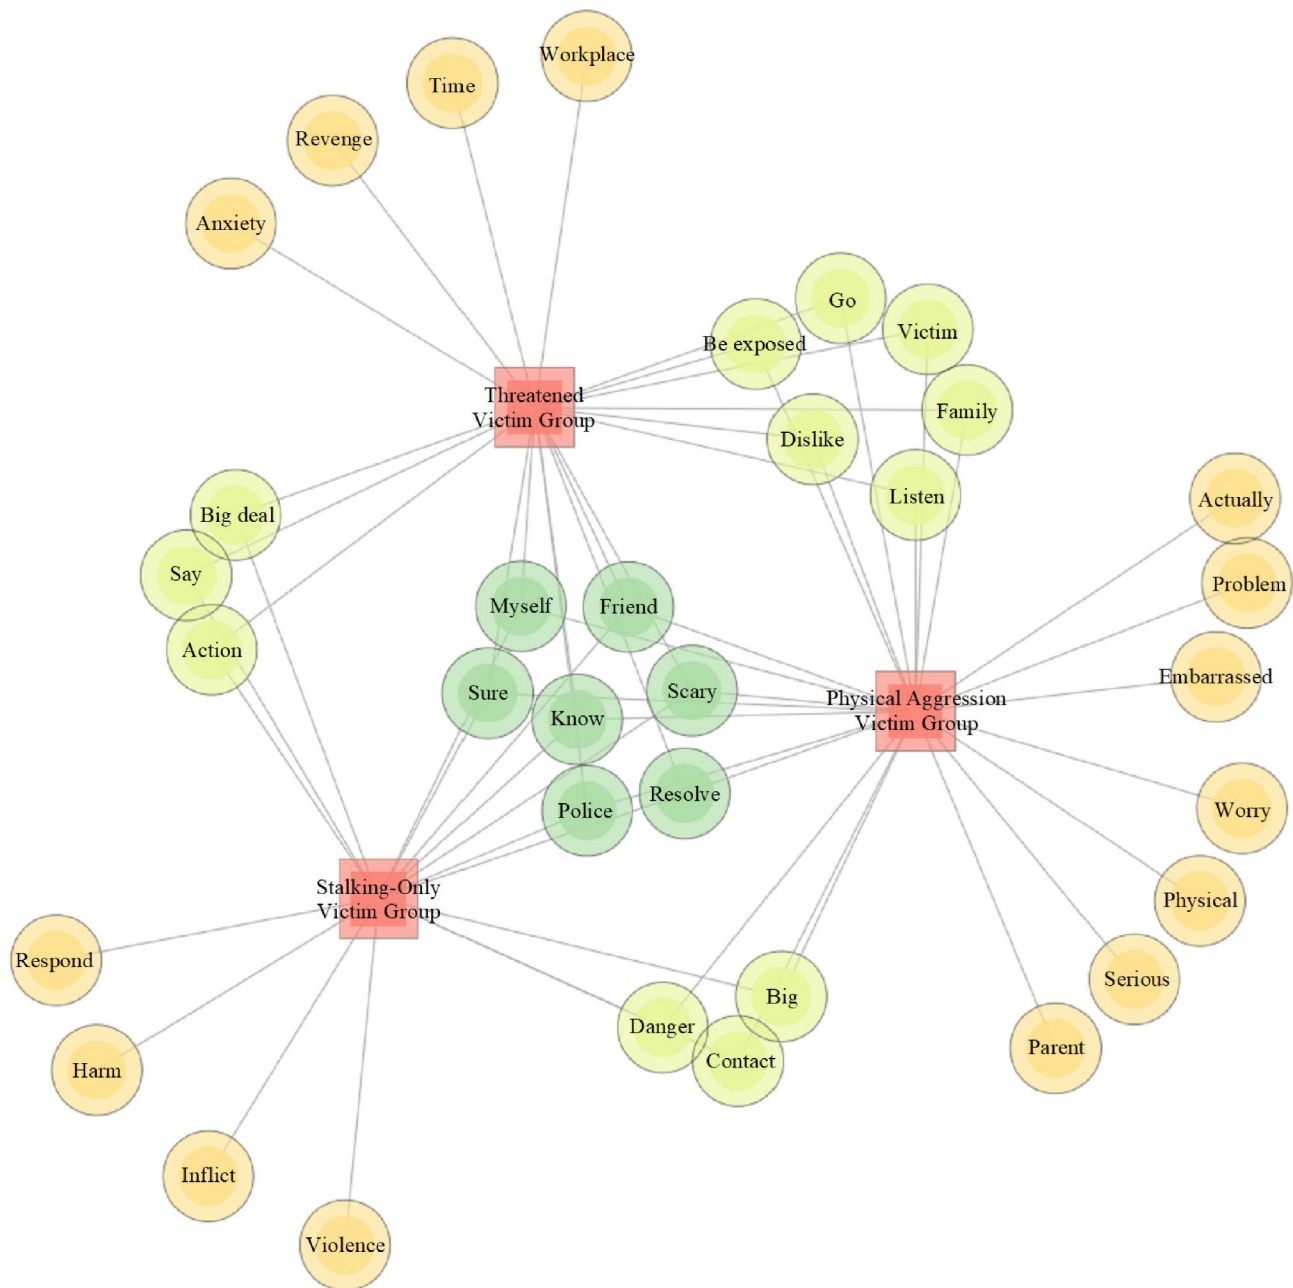 Workplace
Time
Revenge
Anxiety
Go
Victim
Be exposed
Family
Dislike
Listen
Threatened
Victim Group
Big deal
Say
Action
Actually
Problem
Embarrassed
Worry
Physical
Serious
Parent
Myself
Friend
Sure
Scary
Know
Police
Resolve
Physical Aggression
Victim Group
Stalking-Only
Victim Group
Respond
Harm
Inflict
Violence
Big
Danger
Contact